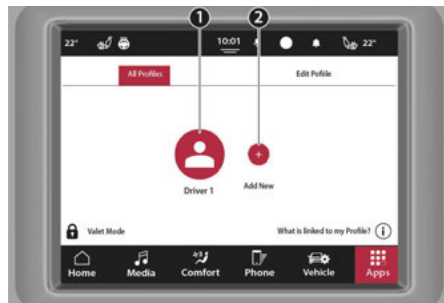 1 2
22° 10:01 22°
All Profiles Edit Pofiile
Driver 1 Add New
Valet Mode What is linked to my Profile? i
Home Media Comfort Phone Vehicle Apps